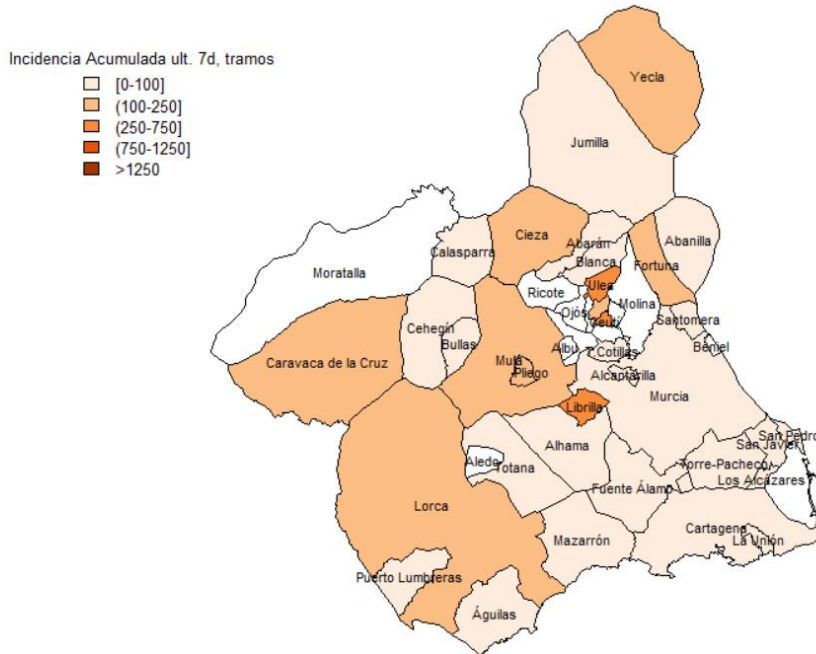 Incidencia Acumulada ult. 7d, tramos
[0-100]
(100-250]
(250-750]
(750-1250]
>1250
Yecla
Jumilla
Cieza
Abarán
Abanilla
Calasparra
Blanca
Fortuna
Moratalla
Ulea
Ricote
Molina
Ojós
Ceutí
Santomera
Cehegín
Bullas
Albu
T.Cotillas
Beniel
Caravaca de la Cruz
Mula
Pliego
Alcantarilla
Librilla
Murcia
San Pedro
Alhama
San Javier
Aledo
Totana
Torre-Pacheco
Los Alcázares
Fuente Álamo
Lorca
Cartagena
Mazarrón
La Unión
Puerto Lumbreras
Águilas